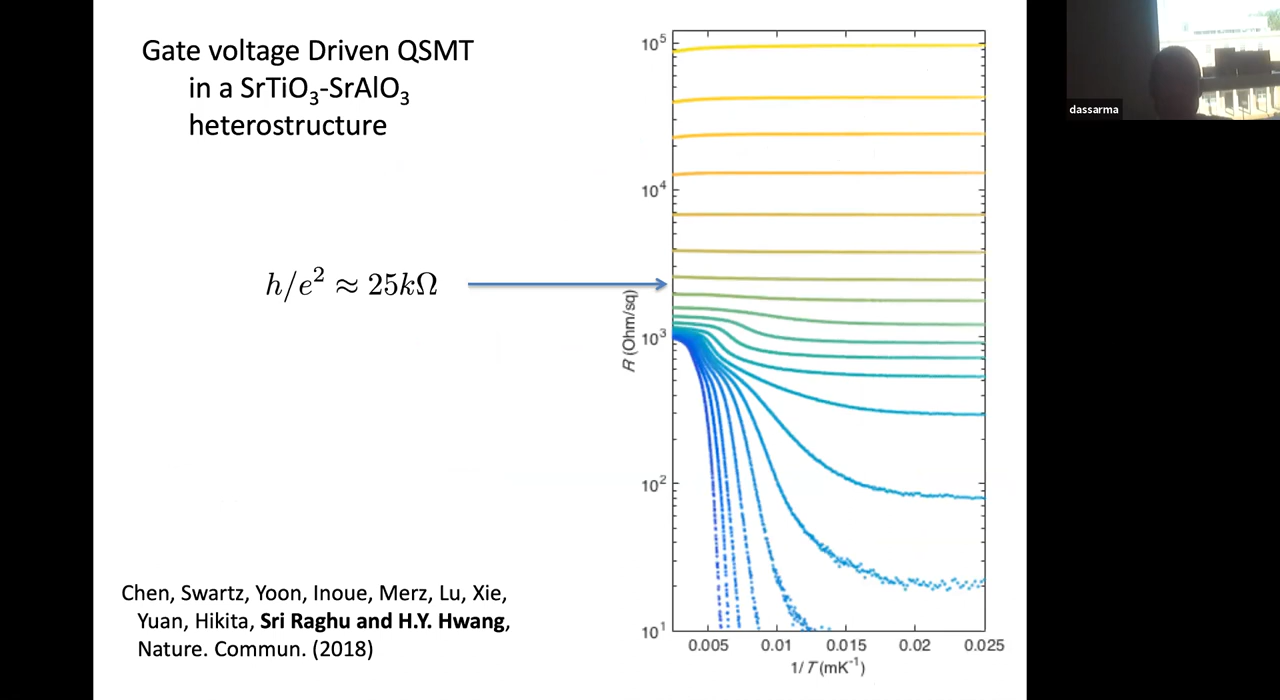 Gate voltage Driven QSMT
in a SrTiO₃-SrAlO₃
heterostructure
h/e² ≈ 25kΩ
Chen, Swartz, Yoon, Inoue, Merz, Lu, Xie,
Yuan, Hikita, Sri Raghu and H.Y. Hwang,
Nature. Commun. (2018)
10⁵
10⁴
10³
10²
10¹
R (Ohm/sq)
0.005 0.01 0.015 0.02 0.025
1/T (mK⁻¹)
dassarma